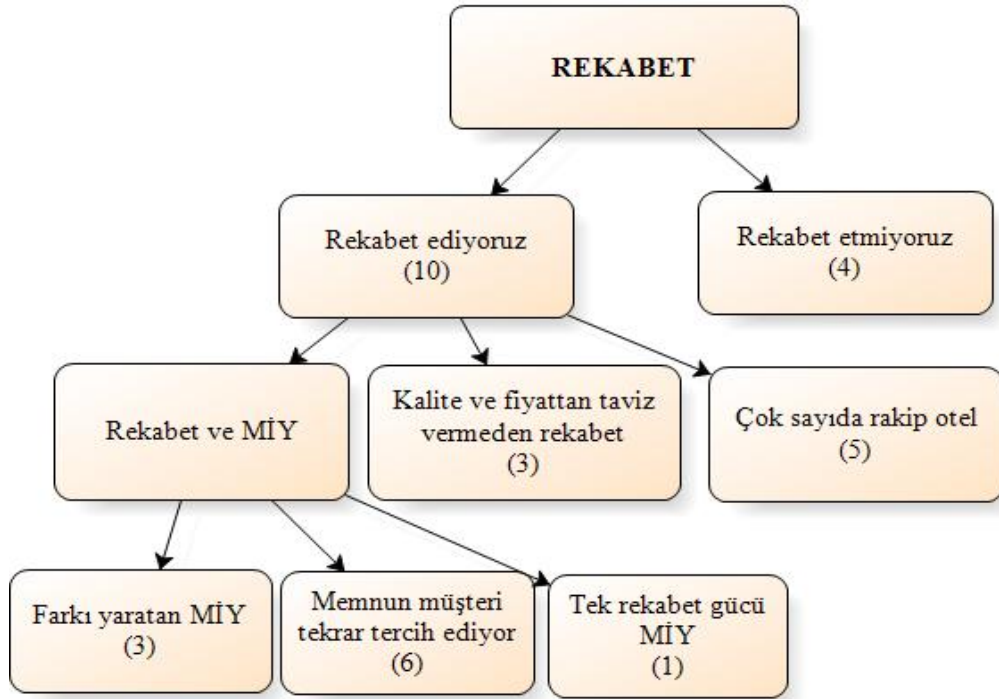 REKABET
Rekabet ediyoruz
(10)
Rekabet etmiyoruz
(4)
Rekabet ve MİY
Kalite ve fiyattan taviz
vermeden rekabet
(3)
Çok sayıda rakip otel
(5)
Farkı yaratan MİY
(3)
Memnun müşteri
tekrar tercih ediyor
(6)
Tek rekabet gücü
MİY
(1)